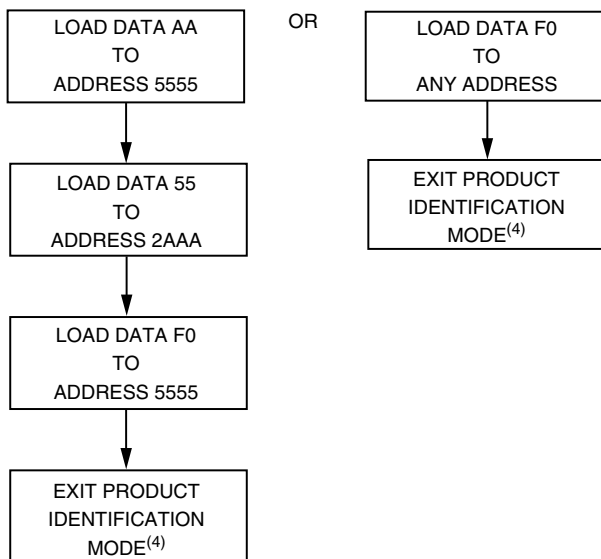 LOAD DATA AA
TO
ADDRESS 5555
LOAD DATA 55
TO
ADDRESS 2AAA
LOAD DATA F0
TO
ADDRESS 5555
EXIT PRODUCT
IDENTIFICATION
MODE(4)
OR
LOAD DATA F0
TO
ANY ADDRESS
EXIT PRODUCT
IDENTIFICATION
MODE(4)